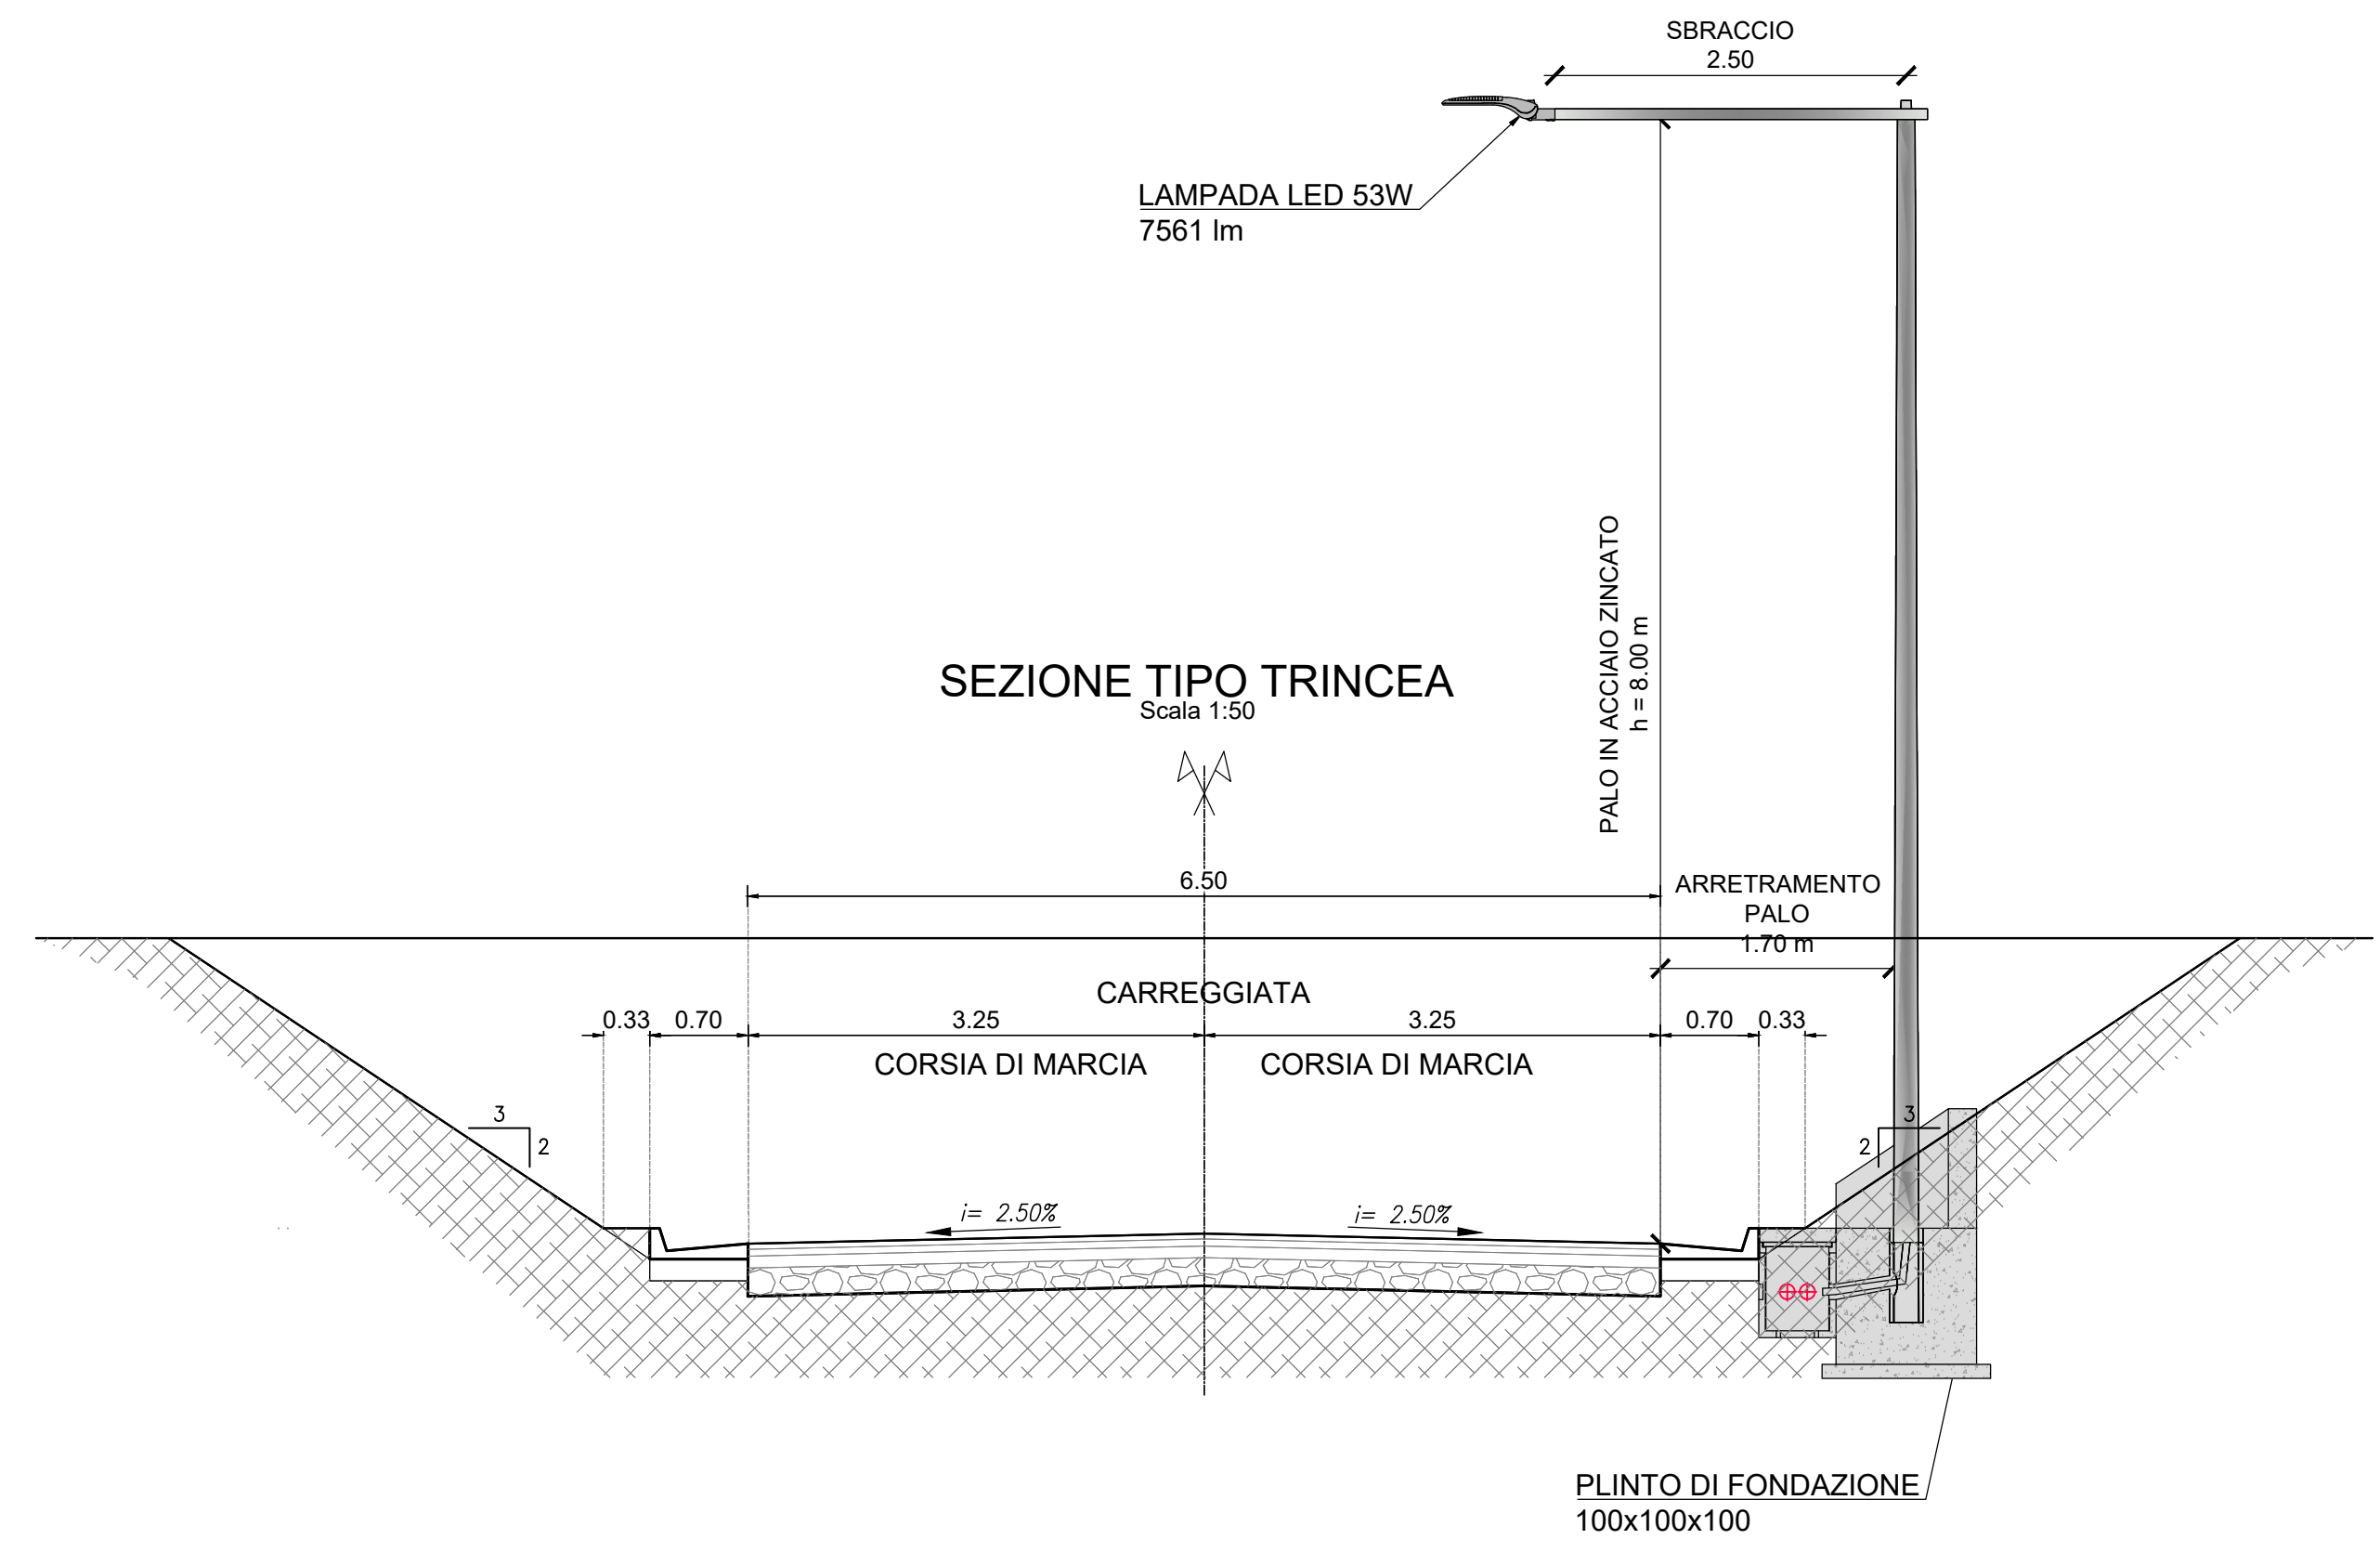 SBRACCIO
2.50
LAMPADA LED 53W
7561 lm
PALO IN ACCIAIO ZINCATO
h = 8.00 m
SEZIONE TIPO TRINCEA
Scala 1:50
6.50
ARRETRAMENTO
PALO
1.70 m
CARREGGIATA
0.33 0.70 3.25 3.25 0.70 0.33
CORSIA DI MARCIA CORSIA DI MARCIA
3
2
3
2
i= 2.50% i= 2.50%
PLINTO DI FONDAZIONE
100x100x100